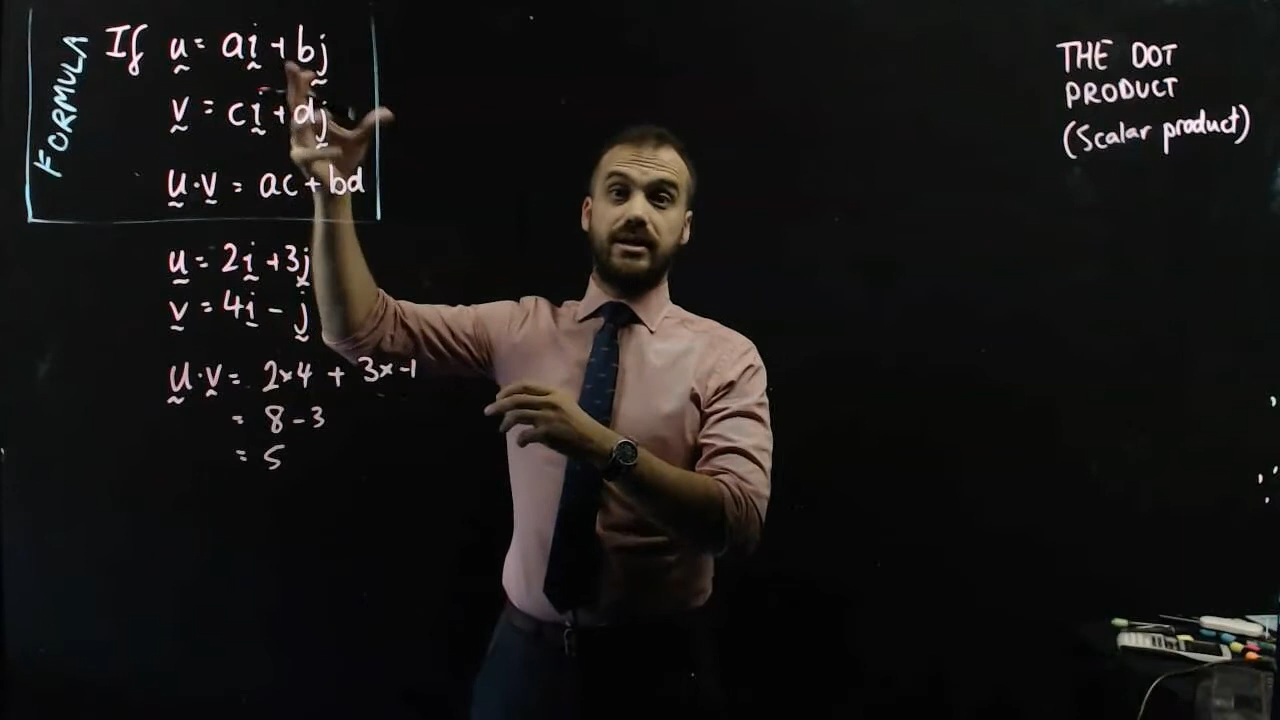 FORMULA
If u = ai + bj
v = ci + dj
u·v = ac + bd
u = 2i + 3j
v = 4i - j
u·v = 2×4 + 3×-1
= 8-3
= 5
THE DOT
PRODUCT
(Scalar product)